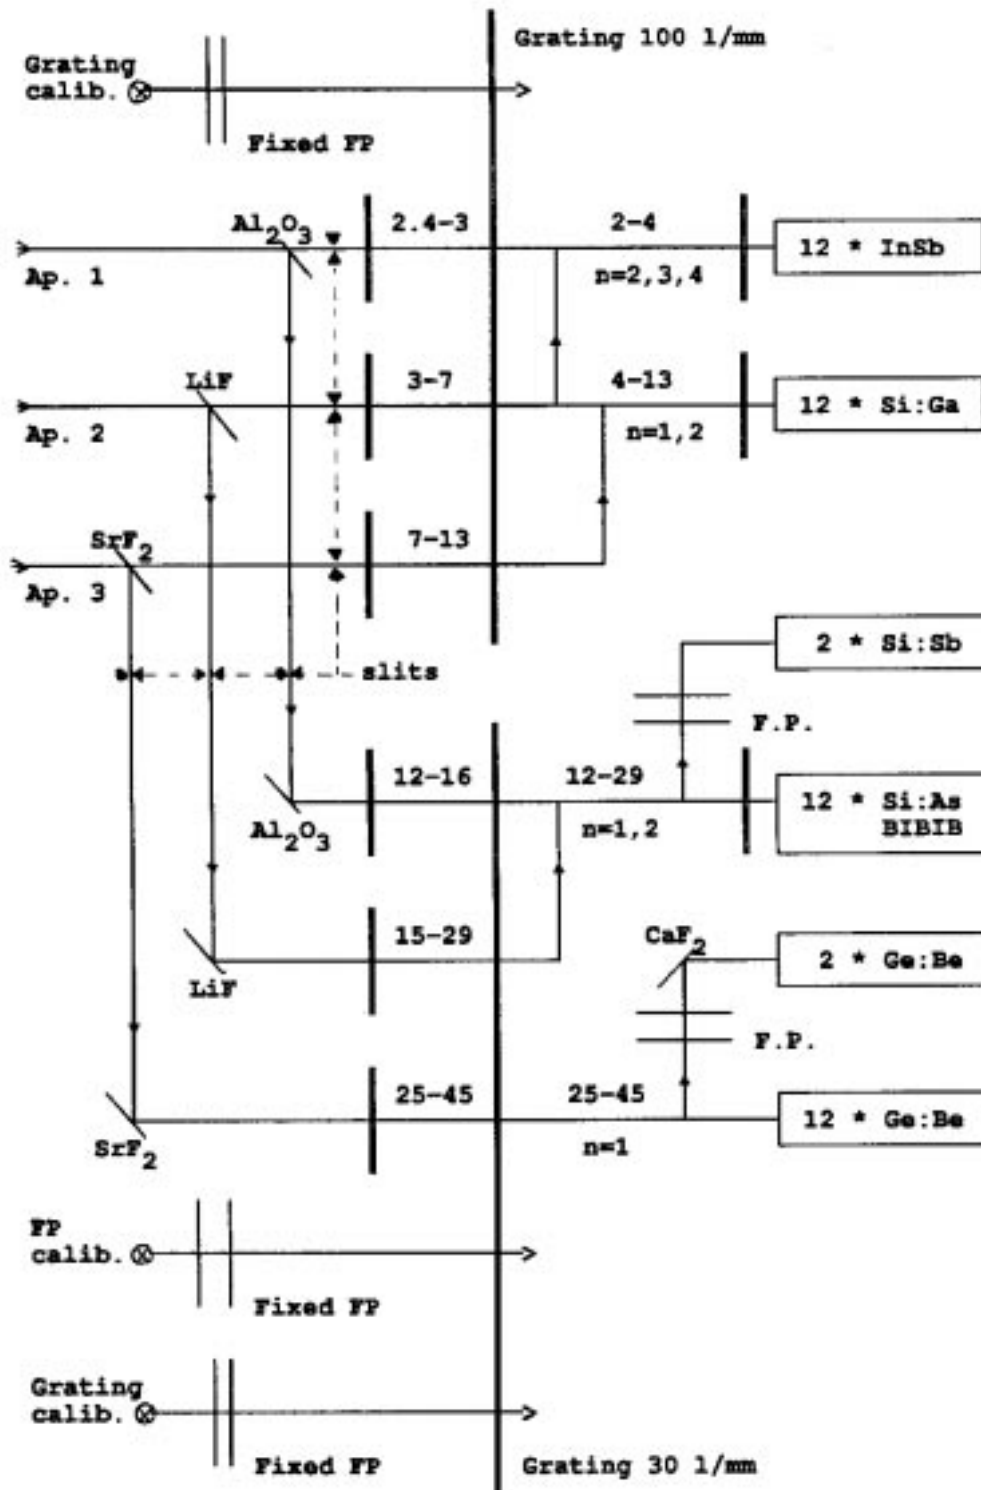 Grating 100 l/mm
Grating
calib.
Fixed FP
Al2O3
2.4-3
2-4
12 * InSb
Ap. 1
n=2,3,4
LiF
3-7
4-13
12 * Si:Ga
Ap. 2
n=1,2
SrF2
7-13
Ap. 3
2 * Si:Sb
slits
F.P.
12-16
12-29
12 * Si:As
BIBIB
Al2O3
n=1,2
15-29
CaF2
2 * Ge:Be
LiF
F.P.
25-45
25-45
12 * Ge:Be
SrF2
n=1
FP
calib.
Fixed FP
Grating
calib.
Fixed FP
Grating 30 l/mm